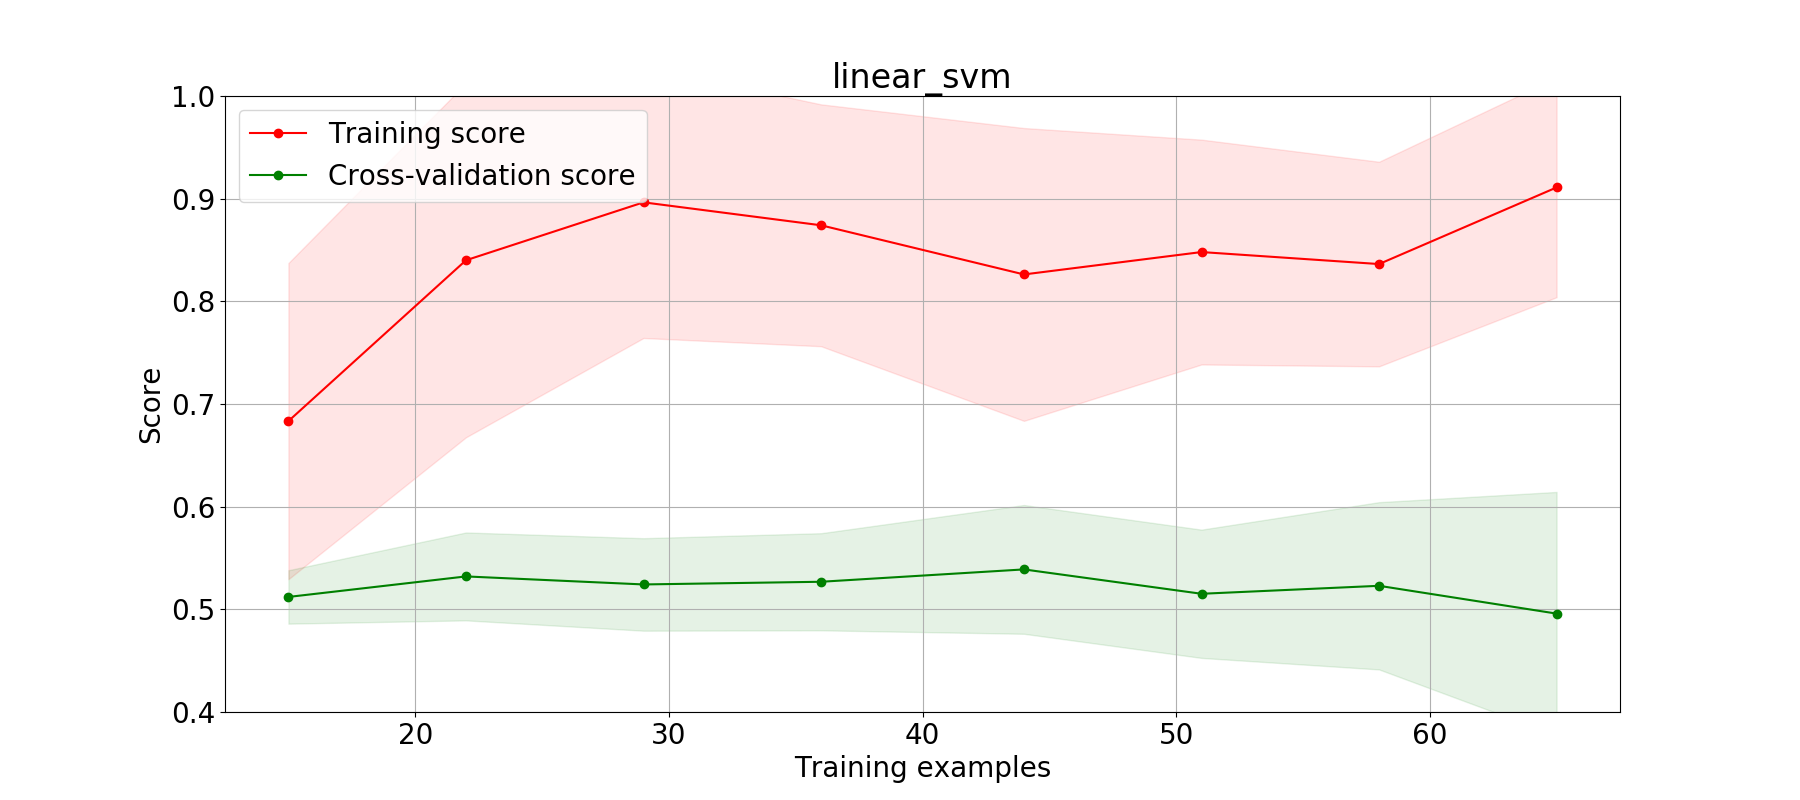 linear_svm
1.0
0.9
0.8
0.7
0.6
0.5
0.4
Score
Training score
Cross-validation score
20 30 40 50 60
Training examples